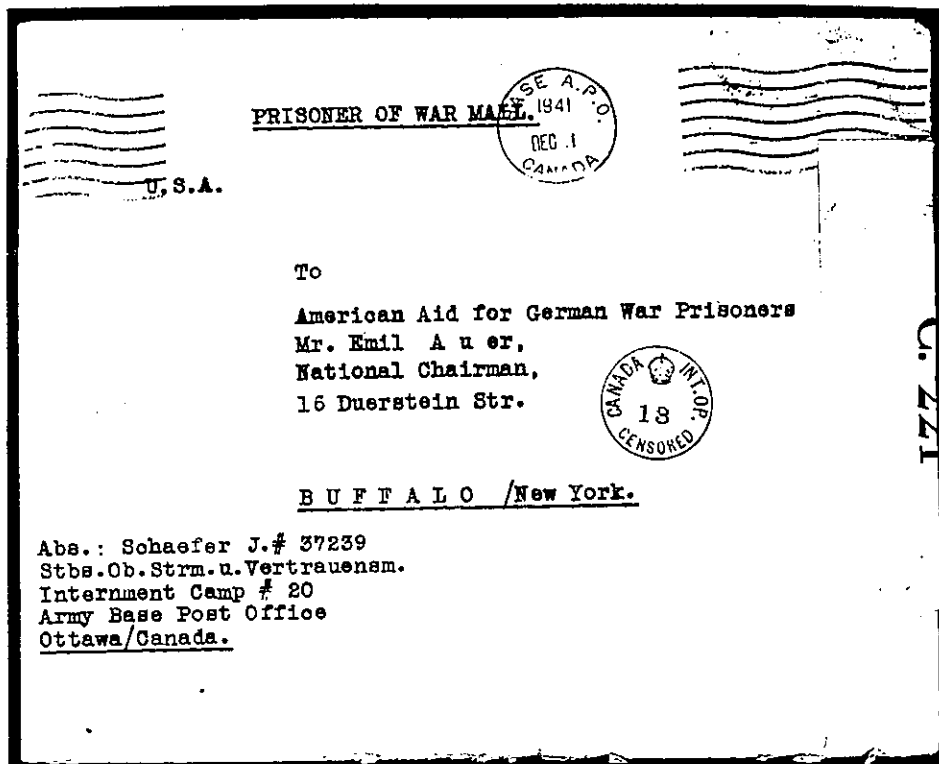 PRISONER OF WAR MAIL.
SE A.P.O.
1941
DEC 1
CANADA
U.S.A.
To
American Aid for German War Prisoners
Mr. Emil A u er,
National Chairman,
16 Duerstein Str.
CANADA INT.OP.
18
CENSORED
B U F F A L O /New York.
Abs.: Schaefer J.# 37239
Stbs.Ob.Strm.u.Vertrauensm.
Internment Camp # 20
Army Base Post Office
Ottawa/Canada.